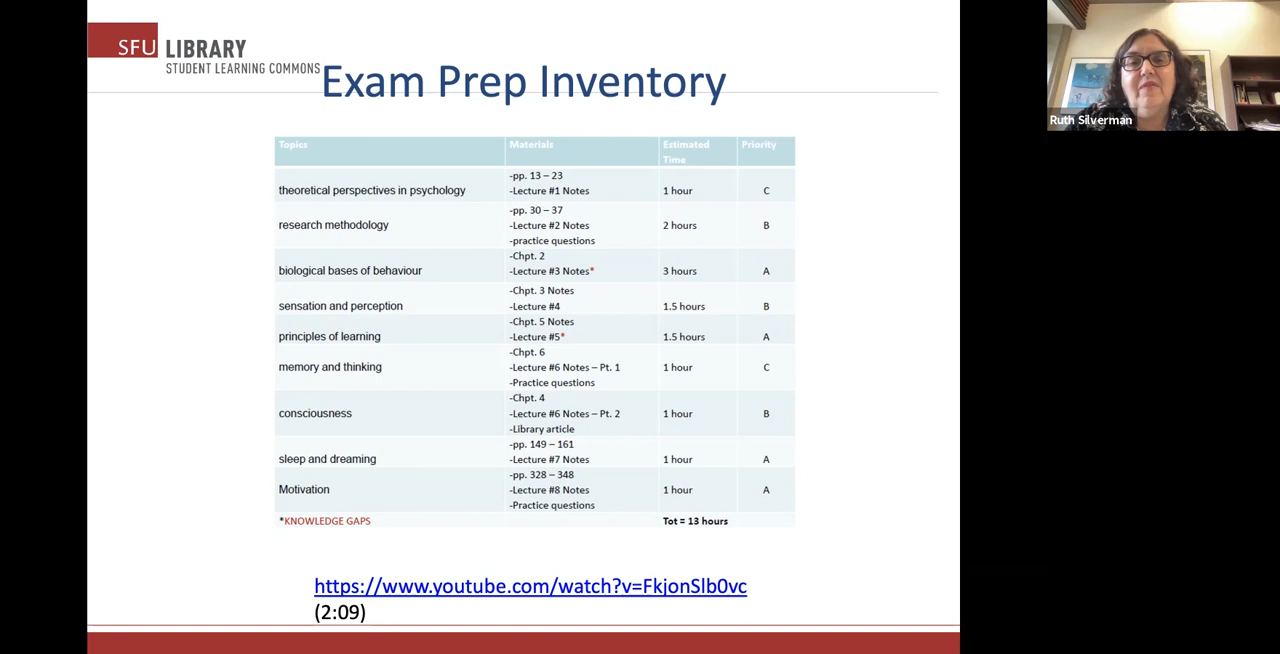 SFU LIBRARY
STUDENT LEARNING COMMONS
Exam Prep Inventory
Ruth Silverman
Topics Materials Estimated Time Priority
theoretical perspectives in psychology
-pp. 13 – 23
-Lecture #1 Notes
1 hour
C
research methodology
-pp. 30 – 37
-Lecture #2 Notes
-practice questions
2 hours
B
biological bases of behaviour
-Chpt. 2
-Lecture #3 Notes*
3 hours
A
sensation and perception
-Chpt. 3 Notes
-Lecture #4
1.5 hours
B
principles of learning
-Chpt. 5 Notes
-Lecture #5*
1.5 hours
A
memory and thinking
-Chpt. 6
-Lecture #6 Notes – Pt. 1
-Practice questions
1 hour
C
consciousness
-Chpt. 4
-Lecture #6 Notes – Pt. 2
-Library article
1 hour
B
sleep and dreaming
-pp. 149 – 161
-Lecture #7 Notes
1 hour
A
Motivation
-pp. 328 – 348
-Lecture #8 Notes
-Practice questions
1 hour
A
*KNOWLEDGE GAPS
Tot = 13 hours
https://www.youtube.com/watch?v=FkjonSlb0vc
(2:09)